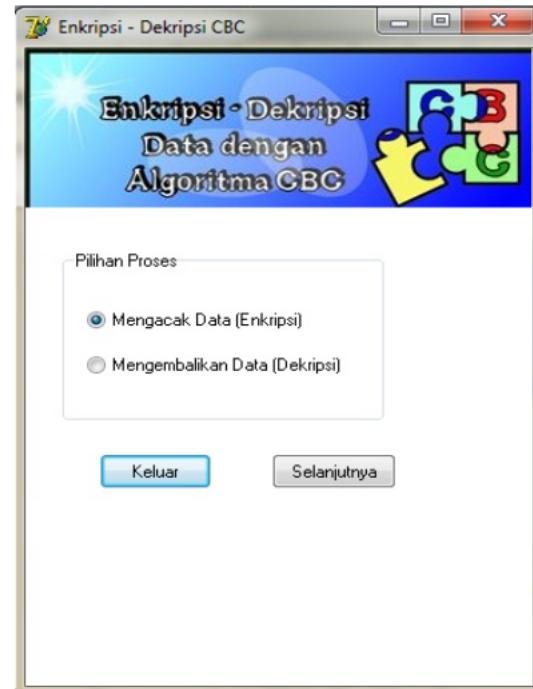 Enkripsi - Dekripsi CBC
Enkripsi - Dekripsi
Data dengan
Algoritma CBC
C B
C
Pilihan Proses
Mengacak Data (Enkripsi)
Mengembalikan Data (Dekripsi)
Keluar Selanjutnya